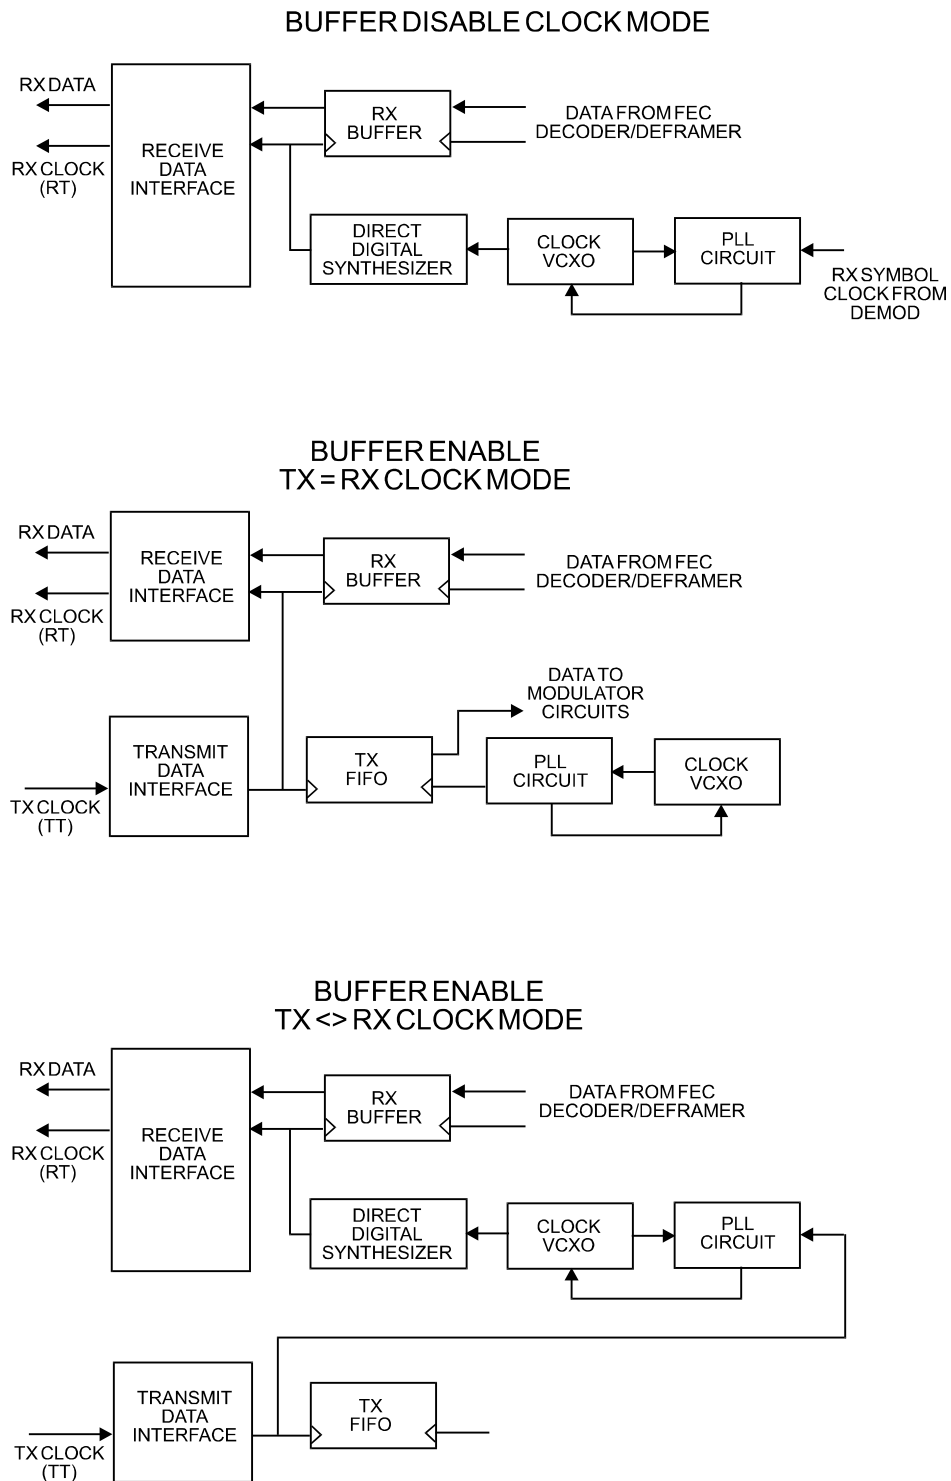 BUFFER DISABLE CLOCK MODE
RX DATA
RX CLOCK
(RT)
RECEIVE
DATA
INTERFACE
RX
BUFFER
DATA FROM FEC
DECODER/DEFRAMER
DIRECT
DIGITAL
SYNTHESIZER
CLOCK
VCXO
PLL
CIRCUIT
RX SYMBOL
CLOCK FROM
DEMOD
BUFFER ENABLE
TX = RX CLOCK MODE
RX DATA
RX CLOCK
(RT)
RECEIVE
DATA
INTERFACE
RX
BUFFER
DATA FROM FEC
DECODER/DEFRAMER
DATA TO
MODULATOR
CIRCUITS
TX CLOCK
(TT)
TRANSMIT
DATA
INTERFACE
TX
FIFO
PLL
CIRCUIT
CLOCK
VCXO
BUFFER ENABLE
TX <> RX CLOCK MODE
RX DATA
RX CLOCK
(RT)
RECEIVE
DATA
INTERFACE
RX
BUFFER
DATA FROM FEC
DECODER/DEFRAMER
DIRECT
DIGITAL
SYNTHESIZER
CLOCK
VCXO
PLL
CIRCUIT
TX CLOCK
(TT)
TRANSMIT
DATA
INTERFACE
TX
FIFO